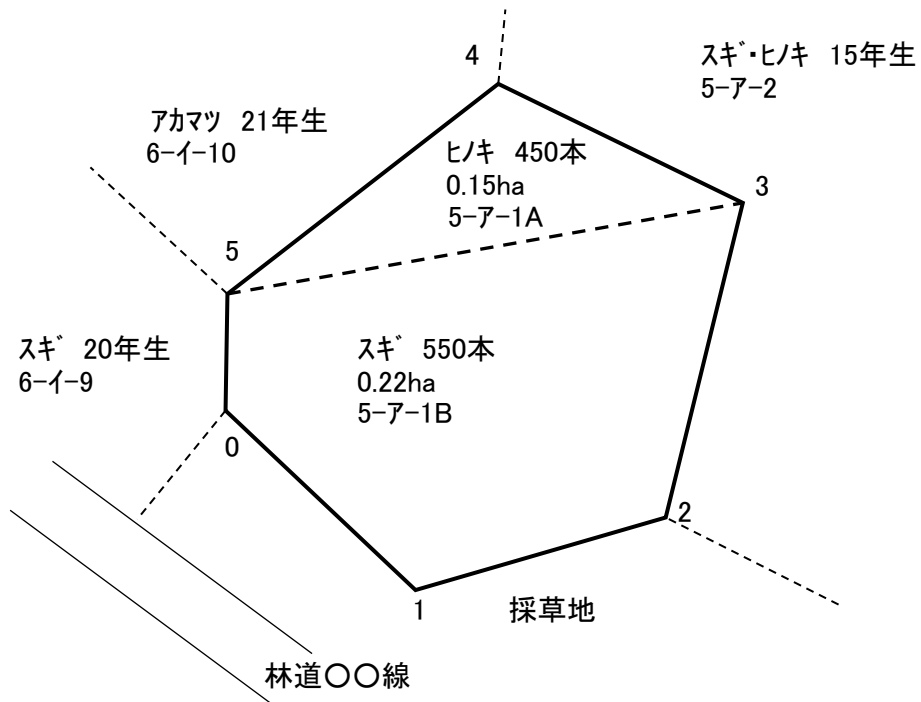 4
ｽｷﾞ･ﾋﾉｷ 15年生
5-ア-2
アカマツ 21年生
6-イ-10
ﾋﾉｷ 450本
0.15ha
5-ア-1A
3
5
ｽｷﾞ 20年生
6-イ-9
ｽｷﾞ 550本
0.22ha
5-ア-1B
0
2
1
採草地
林道○○線